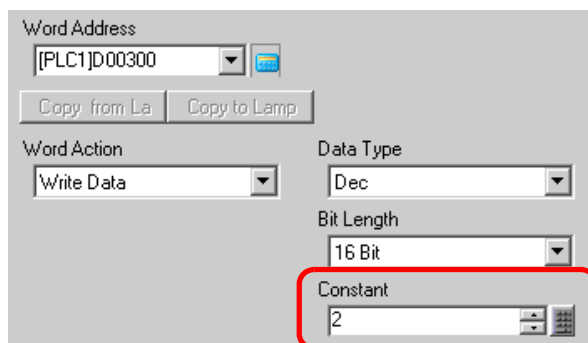 Word Address
[PLC1]D00300
Copy from La Copy to Lamp
Word Action Data Type
Write Data Dec
Bit Length
16 Bit
Constant
2